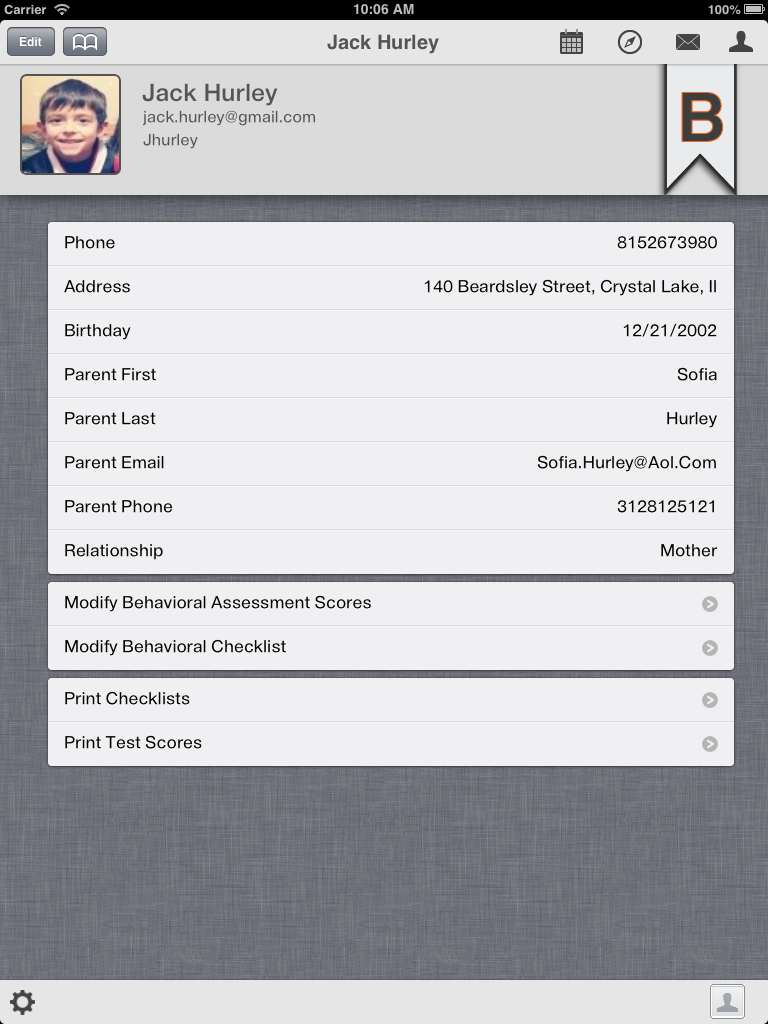 Carrier 10:06 AM 100%
Edit Jack Hurley
Jack Hurley
jack.hurley@gmail.com
Jhurley
B
Phone 8152673980
Address 140 Beardsley Street, Crystal Lake, Il
Birthday 12/21/2002
Parent First Sofia
Parent Last Hurley
Parent Email Sofia.Hurley@Aol.Com
Parent Phone 3128125121
Relationship Mother
Modify Behavioral Assessment Scores
Modify Behavioral Checklist
Print Checklists
Print Test Scores